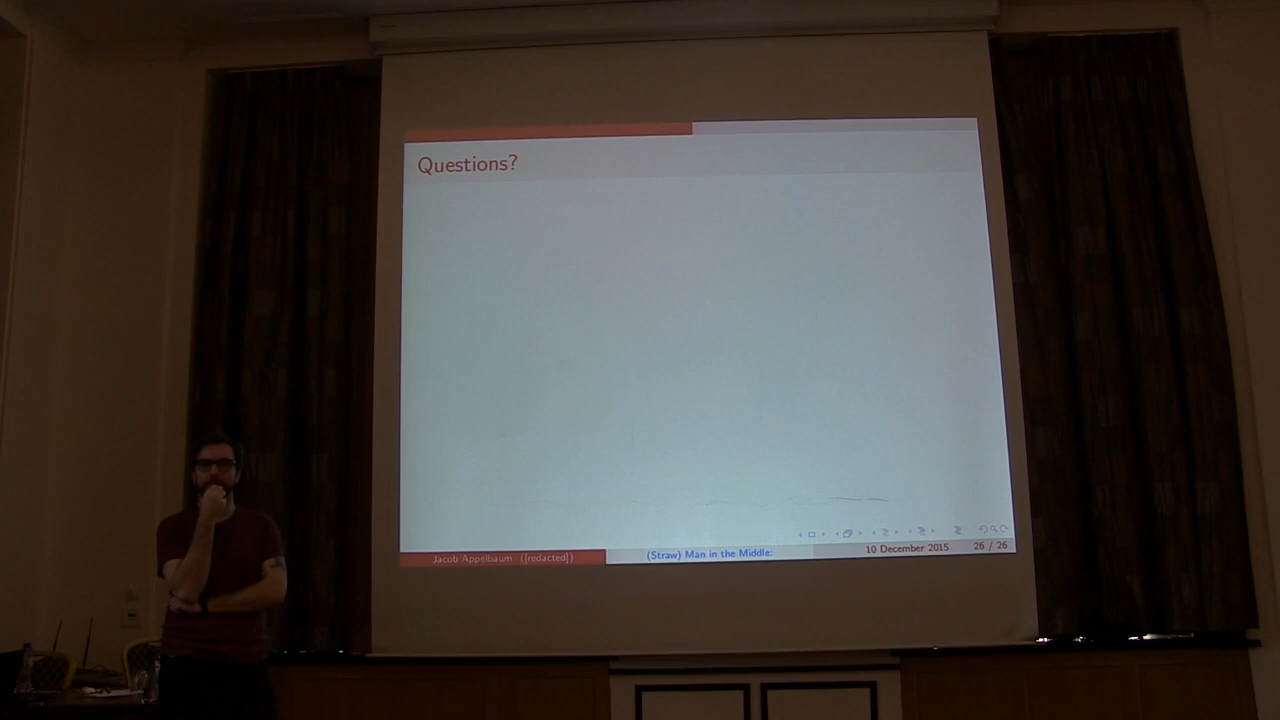 Questions?
Jacob Appelbaum ([redacted])
(Straw) Man in the Middle:
10 December 2015
26 / 26